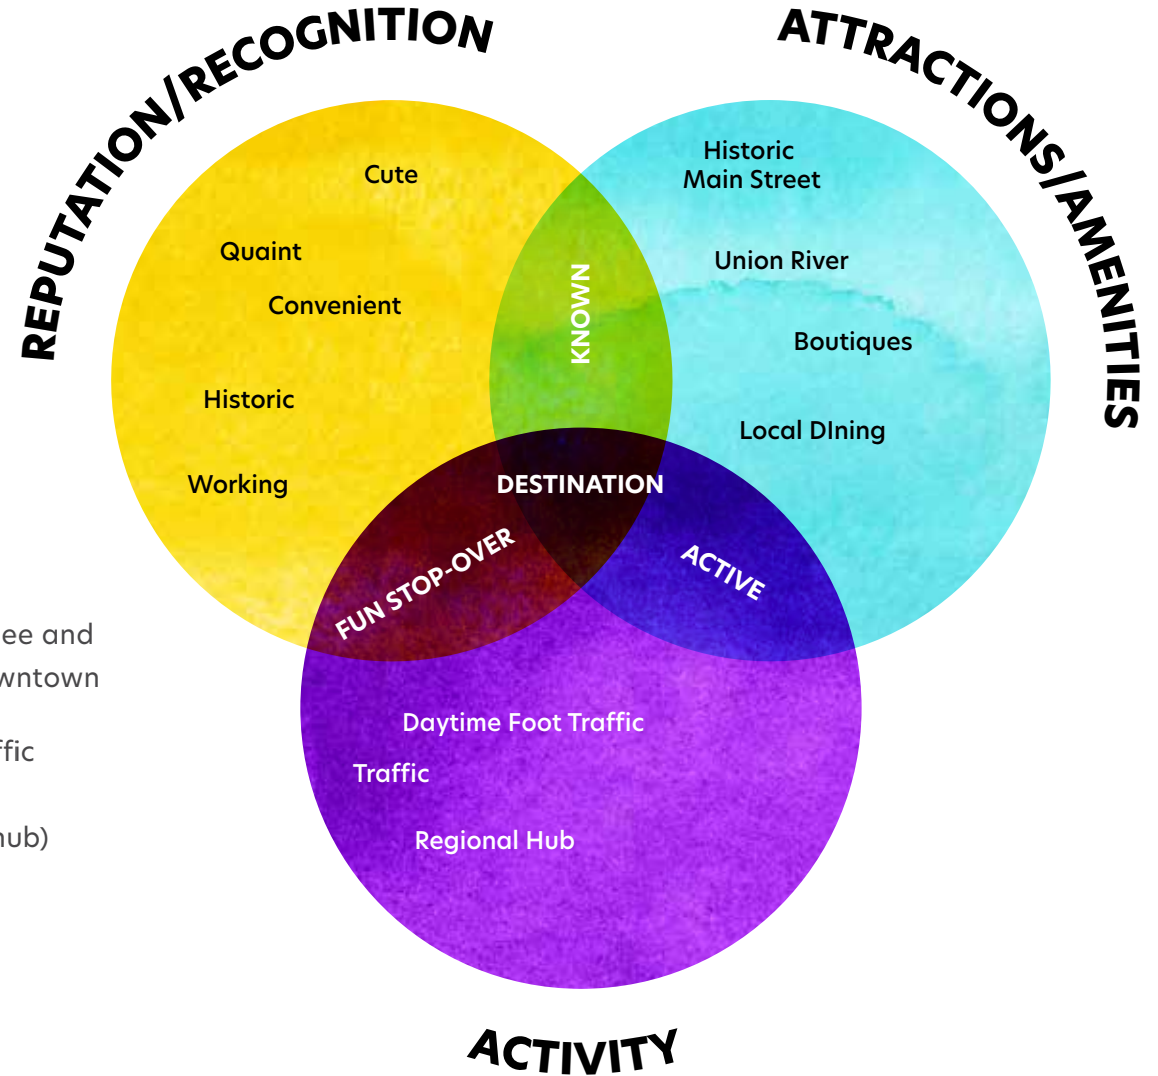 REPUTATION/RECOGNITION
ATTRACTIONS/AMENITIES
Cute
Quaint
Convenient
Historic
Working
KNOWN
Historic
Main Street
Union River
Boutiques
Local DIning
DESTINATION
FUN STOP-OVER
ACTIVE
ee and
wntown
ffic
hub)
Daytime Foot Traffic
Traffic
Regional Hub
ACTIVITY